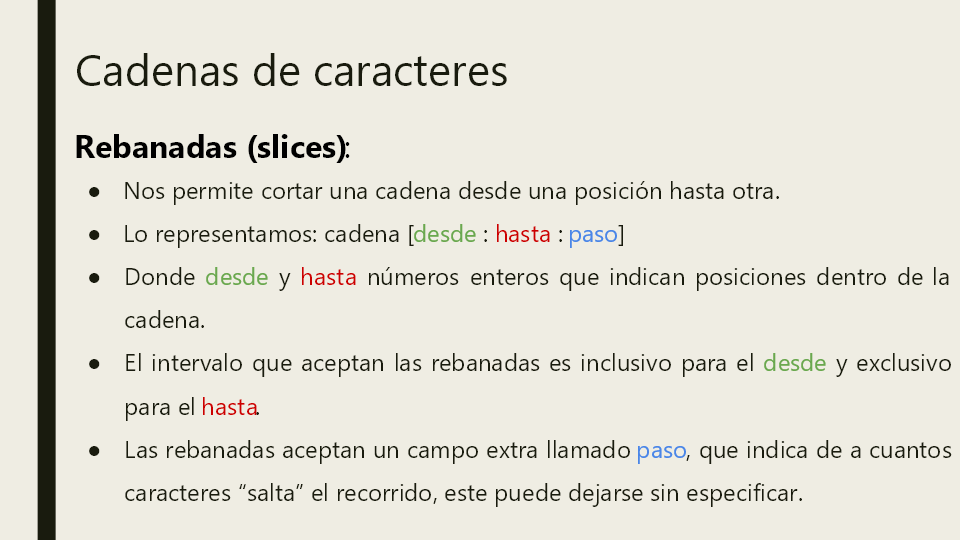 Cadenas de caracteres
Rebanadas (slices):
● Nos permite cortar una cadena desde una posición hasta otra.
● Lo representamos: cadena [desde : hasta : paso]
● Donde desde y hasta números enteros que indican posiciones dentro de la
cadena.
● El intervalo que aceptan las rebanadas es inclusivo para el desde y exclusivo
para el hasta.
● Las rebanadas aceptan un campo extra llamado paso, que indica de a cuantos
caracteres “salta” el recorrido, este puede dejarse sin especificar.